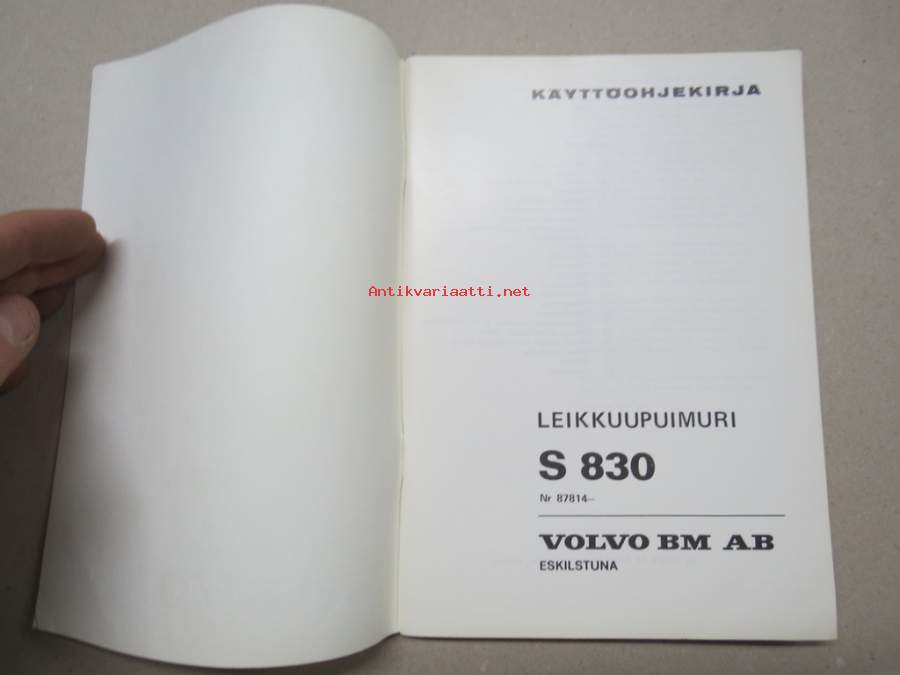 KÄYTTÖOHJEKIRJA
Antikvariaatti.net
LEIKKUUPUIMURI
S 830
Nr 87814–
VOLVO BM AB
ESKILSTUNA